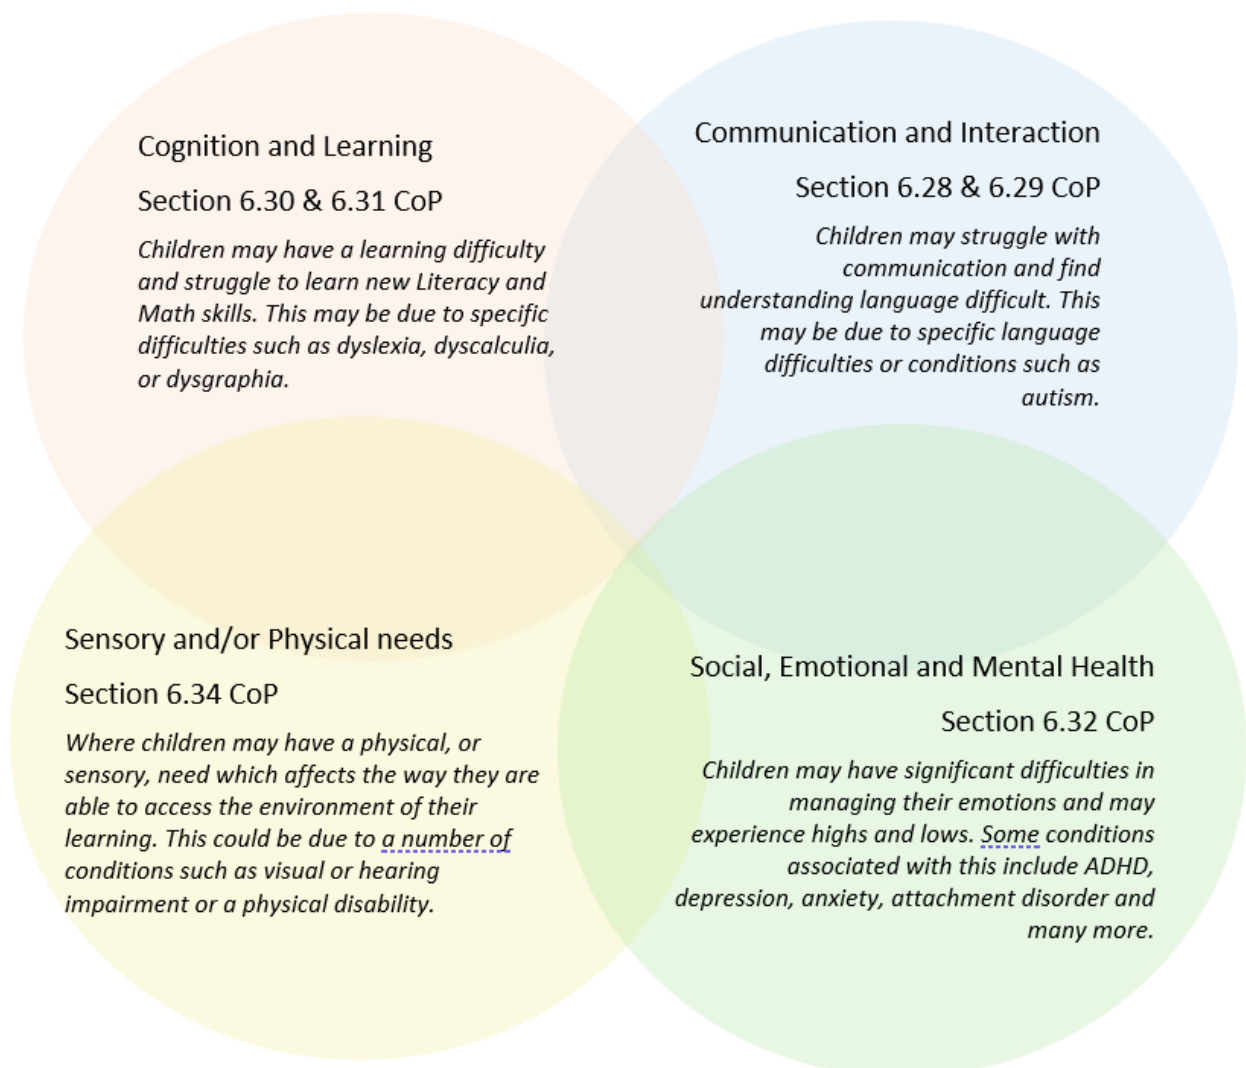 Cognition and Learning
Section 6.30 & 6.31 CoP
Children may have a learning difficulty
and struggle to learn new Literacy and
Math skills. This may be due to specific
difficulties such as dyslexia, dyscalculia,
or dysgraphia.
Communication and Interaction
Section 6.28 & 6.29 CoP
Children may struggle with
communication and find
understanding language difficult. This
may be due to specific language
difficulties or conditions such as
autism.
Sensory and/or Physical needs
Section 6.34 CoP
Where children may have a physical, or
sensory, need which affects the way they are
able to access the environment of their
learning. This could be due to a number of
conditions such as visual or hearing
impairment or a physical disability.
Social, Emotional and Mental Health
Section 6.32 CoP
Children may have significant difficulties in
managing their emotions and may
experience highs and lows. Some conditions
associated with this include ADHD,
depression, anxiety, attachment disorder and
many more.